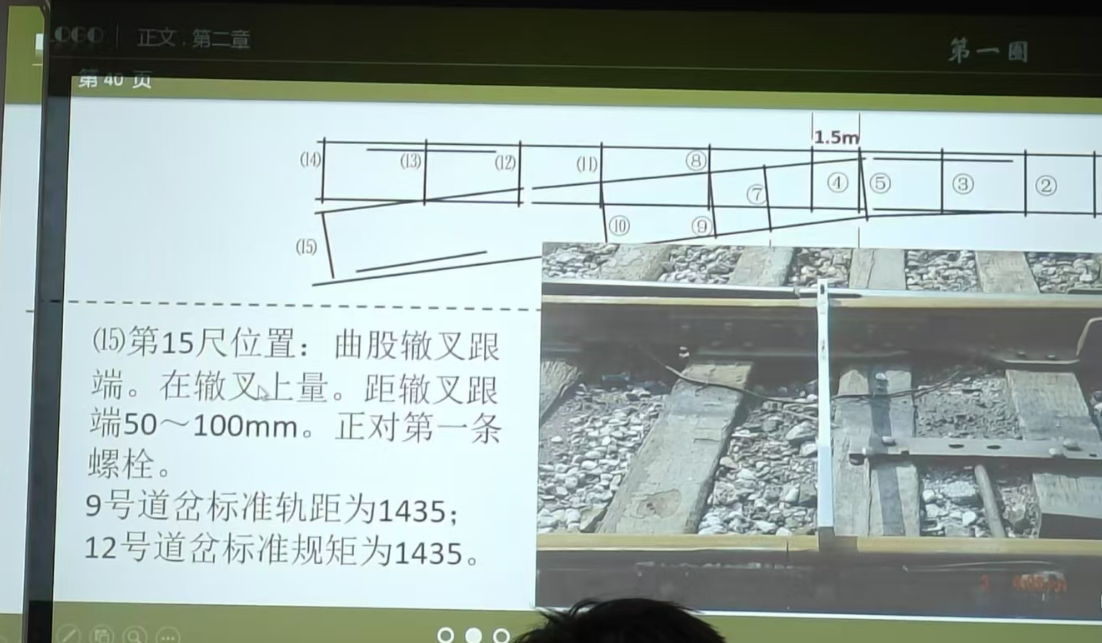 LOGO | 正文.第二章
第一圈
第 40 页
1.5m
⒁ ⒀ ⑿ ⑾ ⑧ ⑦ ④ ⑤ ③ ②
⒂ ⑩ ⑨
⒂第15尺位置：曲股辙叉跟
端。在辙叉上量。距辙叉跟
端50～100mm。正对第一条
螺栓。
9号道岔标准轨距为1435；
12号道岔标准规矩为1435。